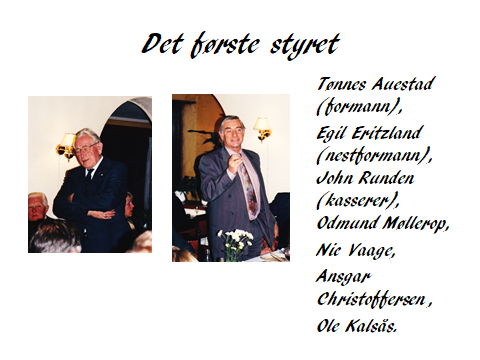 Det første styret
Tønnes Auestad
(formann),
Egil Eritzland
(nestformann),
John Runden
(kasserer),
Odmund Møllerop,
Nic Vaage,
Ansgar
Christoffersen,
Ole Kalsås.